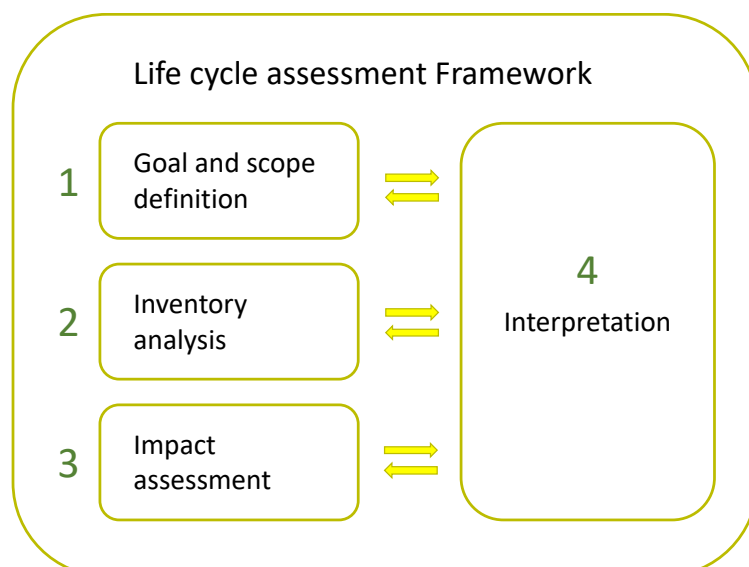 Life cycle assessment Framework
1
Goal and scope
definition
2
Inventory
analysis
3
Impact
assessment
4
Interpretation